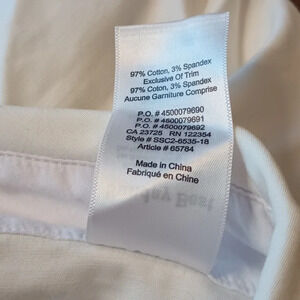 97% Cotton, 3% Spandex
Exclusive Of Trim
97% Coton, 3% Spandex
Aucune Garniture Comprise
P.O. # 4500079690
P.O. # 4500079691
P.O. # 4500079692
CA 23725 RN 122354
Style # SSC2-6535-18
Article # 65784
Made in China
Fabriqué en Chine